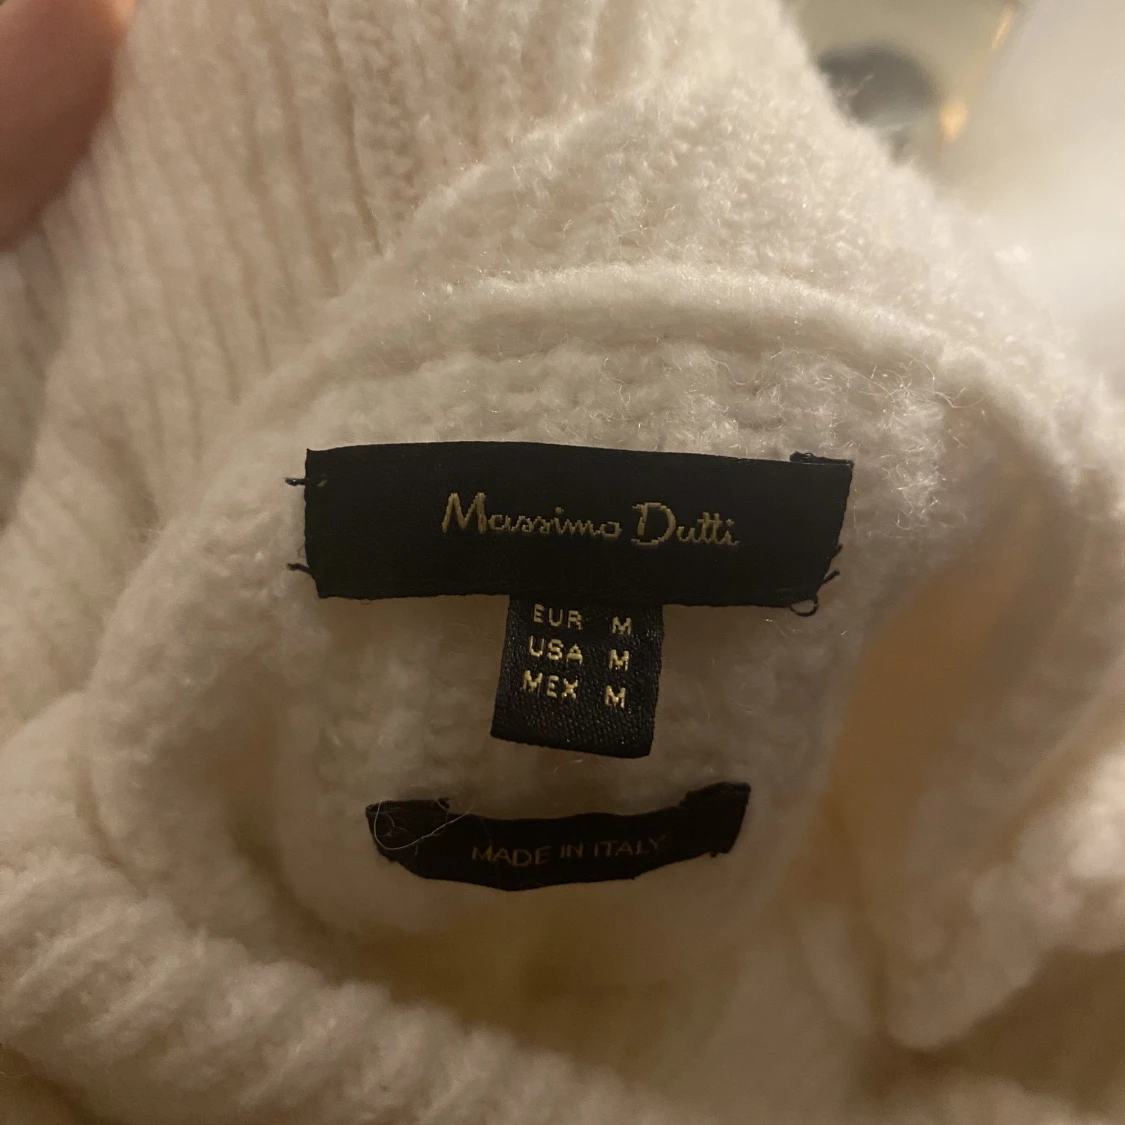 Massimo Dutti
EUR M
USA M
MEX M
MADE IN ITALY